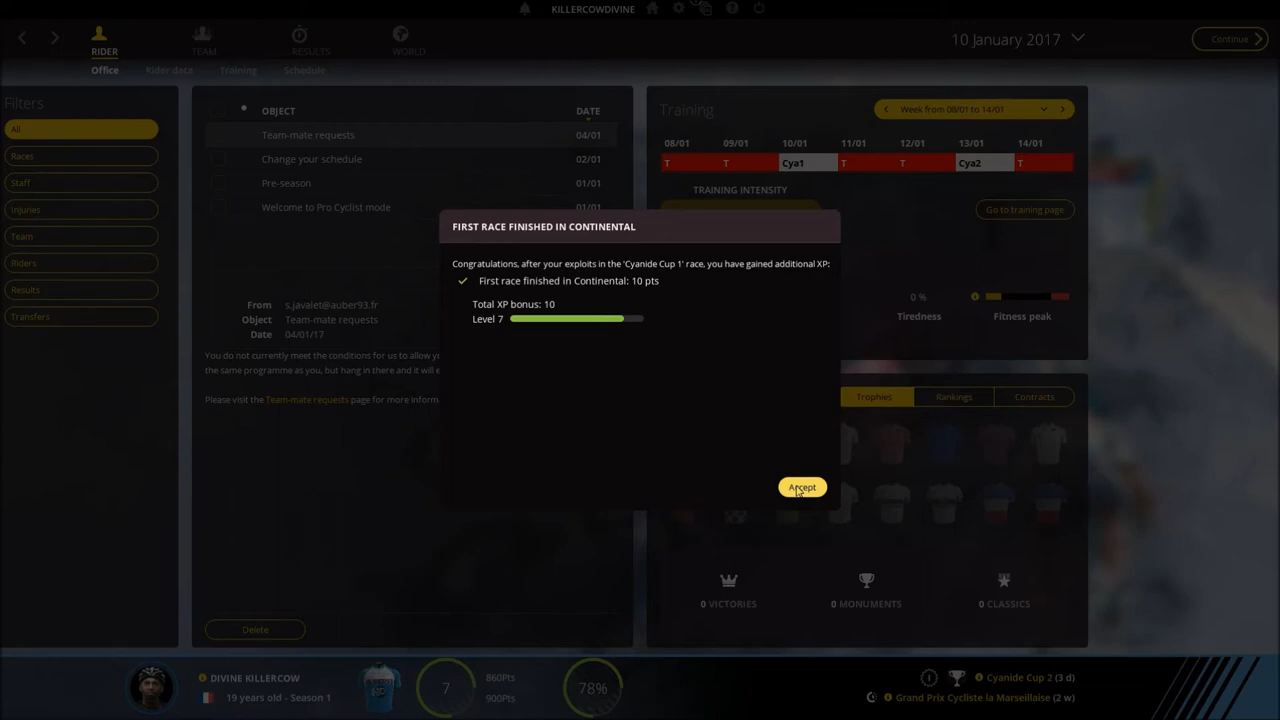 KILLERCOWDIVINE
RIDER
TEAM
RESULTS
WORLD
10 January 2017
Continue
Office
Rider data
Training
Schedule
Filters
All
Races
Staff
Injuries
Team
Riders
Results
Transfers
OBJECT
DATE
Team-mate requests
04/01
Change your schedule
02/01
Pre-season
01/01
Welcome to Pro Cyclist mode
01/01
From
s.javalet@auber93.fr
Object
Team-mate requests
Date
04/01/17
You do not currently meet the conditions for us to allow
the same programme as you, but hang in there and it will
Please visit the Team-mate requests page for more
Delete
Training
Week from 08/01 to 14/01
08/01 09/01 10/01 11/01 12/01 13/01 14/01
T T Cya1 T T Cya2 T
TRAINING INTENSITY
Go to training page
0 %
Tiredness
Fitness peak
FIRST RACE FINISHED IN CONTINENTAL
Congratulations, after your exploits in the 'Cyanide Cup 1' race, you have gained additional XP:
First race finished in Continental: 10 pts
Total XP bonus: 10
Level 7
Accept
Trophies
Rankings
Contracts
0 VICTORIES
0 MONUMENTS
0 CLASSICS
DIVINE KILLERCOW
19 years old - Season 1
7
860Pts
900Pts
78%
Cyanide Cup 2 (3 d)
Grand Prix Cycliste la Marseillaise (2 w)